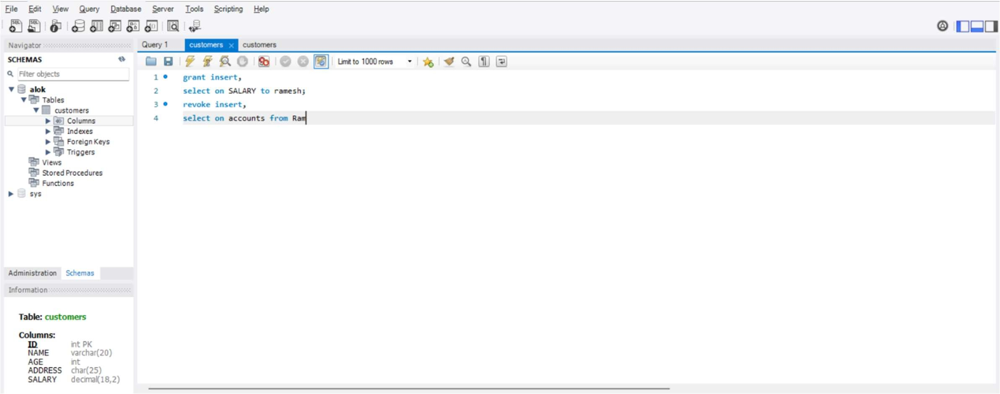 File Edit View Query Database Server Tools Scripting Help
Navigator
SCHEMAS
Filter objects
alok
Tables
customers
Columns
Indexes
Foreign Keys
Triggers
Views
Stored Procedures
Functions
sys
Administration Schemas
Information
Table: customers
Columns:
ID int PK
NAME varchar(20)
AGE int
ADDRESS char(25)
SALARY decimal(18,2)
Query 1 customers customers
Limit to 1000 rows
1 grant insert,
2 select on SALARY to ramesh;
3 revoke insert,
4 select on accounts from Ram